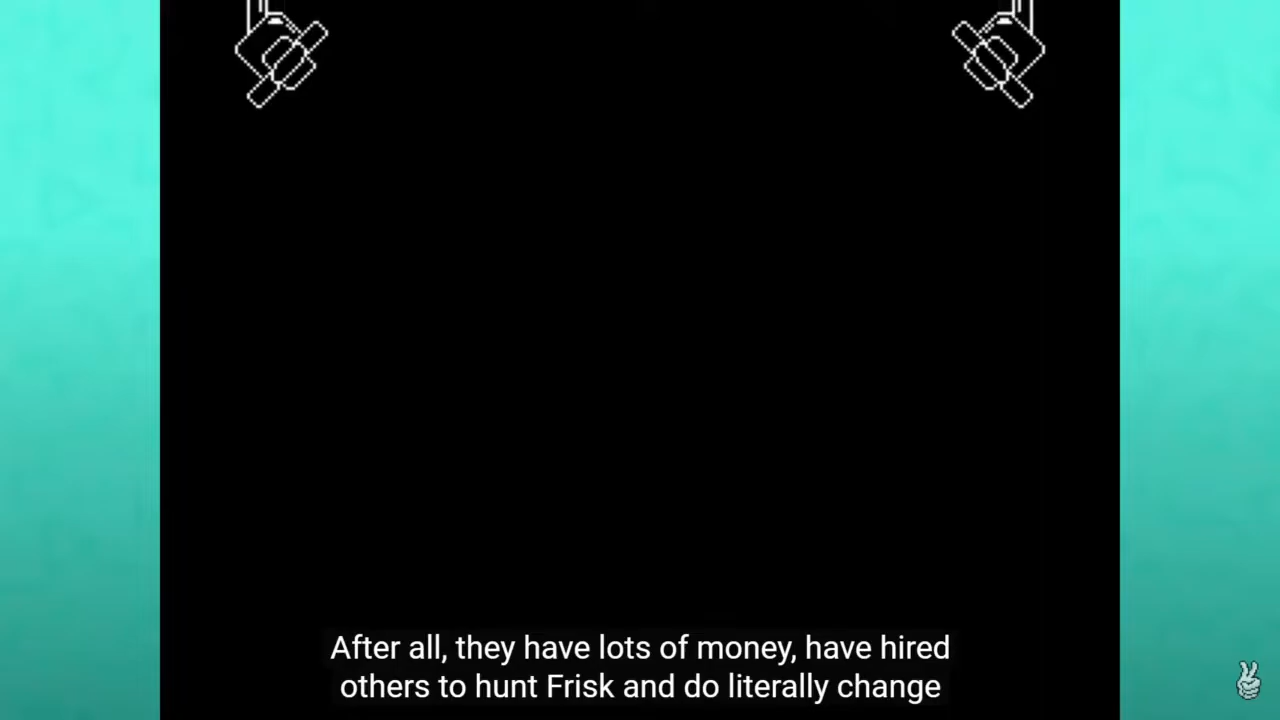 After all, they have lots of money, have hired
others to hunt Frisk and do literally change